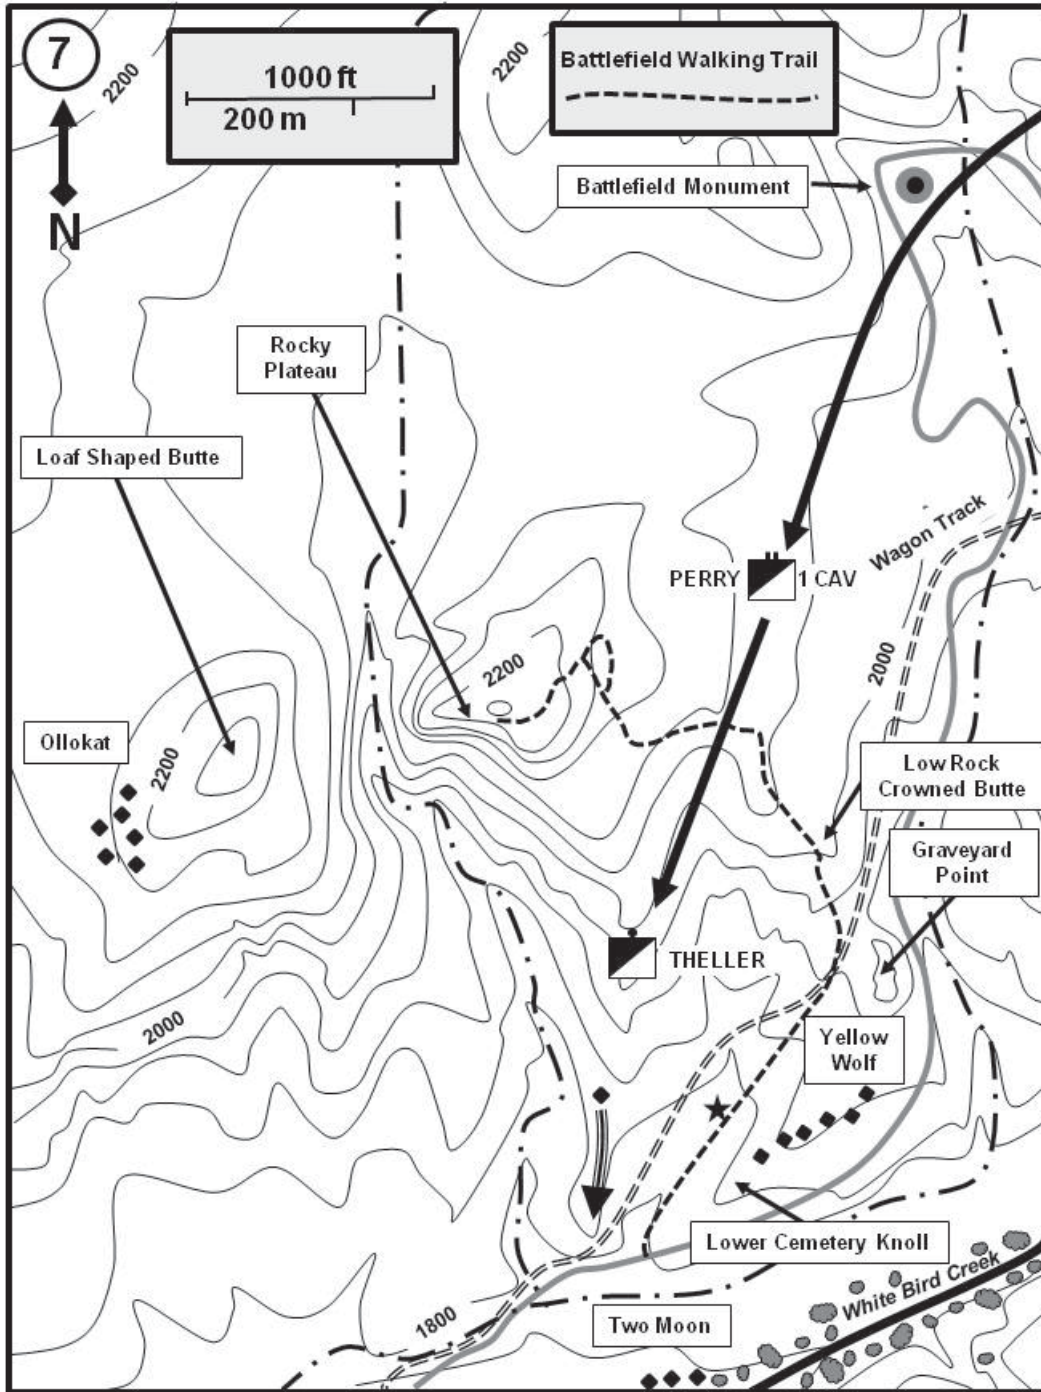 7
N
2200
1000 ft
200 m
2200
Battlefield Walking Trail
Battlefield Monument
Rocky
Plateau
Loaf Shaped Butte
Wagon Track
PERRY
1 CAV
2200
2000
Ollokat
2200
Low Rock
Crowned Butte
Graveyard
Point
THELLER
2000
Yellow
Wolf
Lower Cemetery Knoll
White Bird Creek
1800
Two Moon